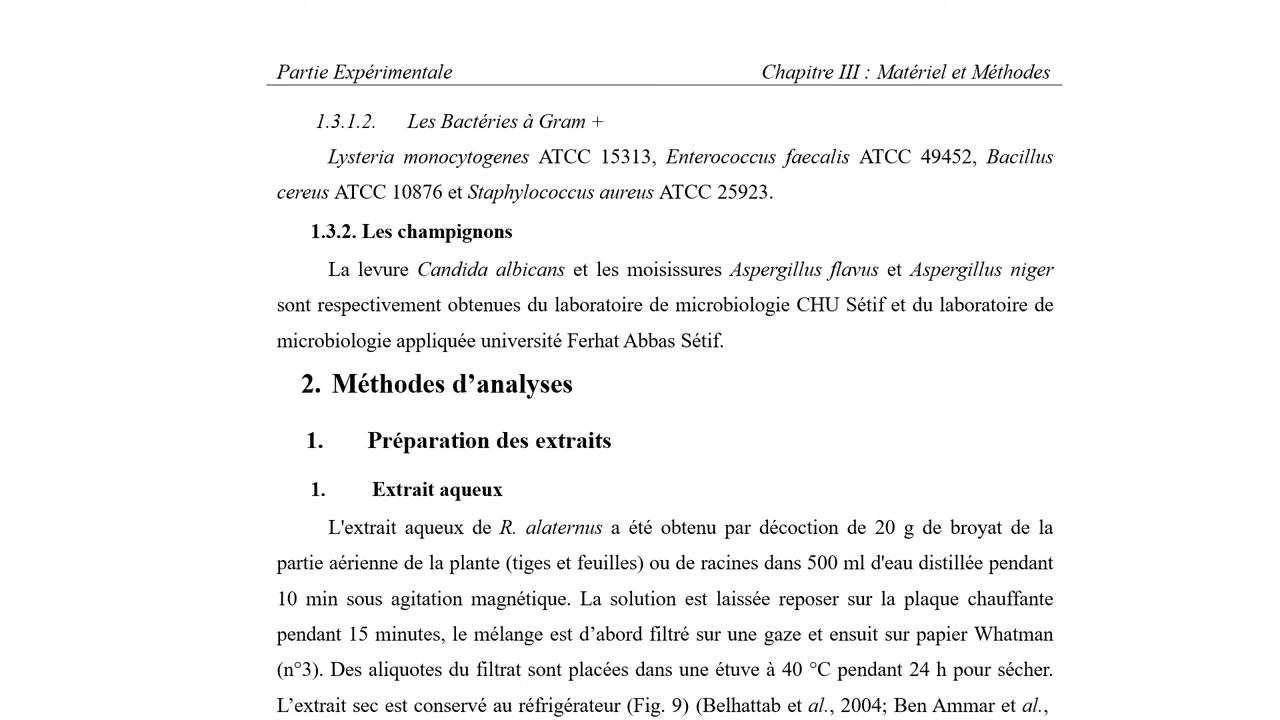 Partie Expérimentale Chapitre III : Matériel et Méthodes
1.3.1.2. Les Bactéries à Gram +
Lysteria monocytogenes ATCC 15313, Enterococcus faecalis ATCC 49452, Bacillus
cereus ATCC 10876 et Staphylococcus aureus ATCC 25923.
1.3.2. Les champignons
La levure Candida albicans et les moisissures Aspergillus flavus et Aspergillus niger
sont respectivement obtenues du laboratoire de microbiologie CHU Sétif et du laboratoire de
microbiologie appliquée université Ferhat Abbas Sétif.
2. Méthodes d’analyses
1. Préparation des extraits
1. Extrait aqueux
L'extrait aqueux de R. alaternus a été obtenu par décoction de 20 g de broyat de la
partie aérienne de la plante (tiges et feuilles) ou de racines dans 500 ml d'eau distillée pendant
10 min sous agitation magnétique. La solution est laissée reposer sur la plaque chauffante
pendant 15 minutes, le mélange est d’abord filtré sur une gaze et ensuit sur papier Whatman
(n°3). Des aliquotes du filtrat sont placées dans une étuve à 40 °C pendant 24 h pour sécher.
L’extrait sec est conservé au réfrigérateur (Fig. 9) (Belhattab et al., 2004; Ben Ammar et al.,